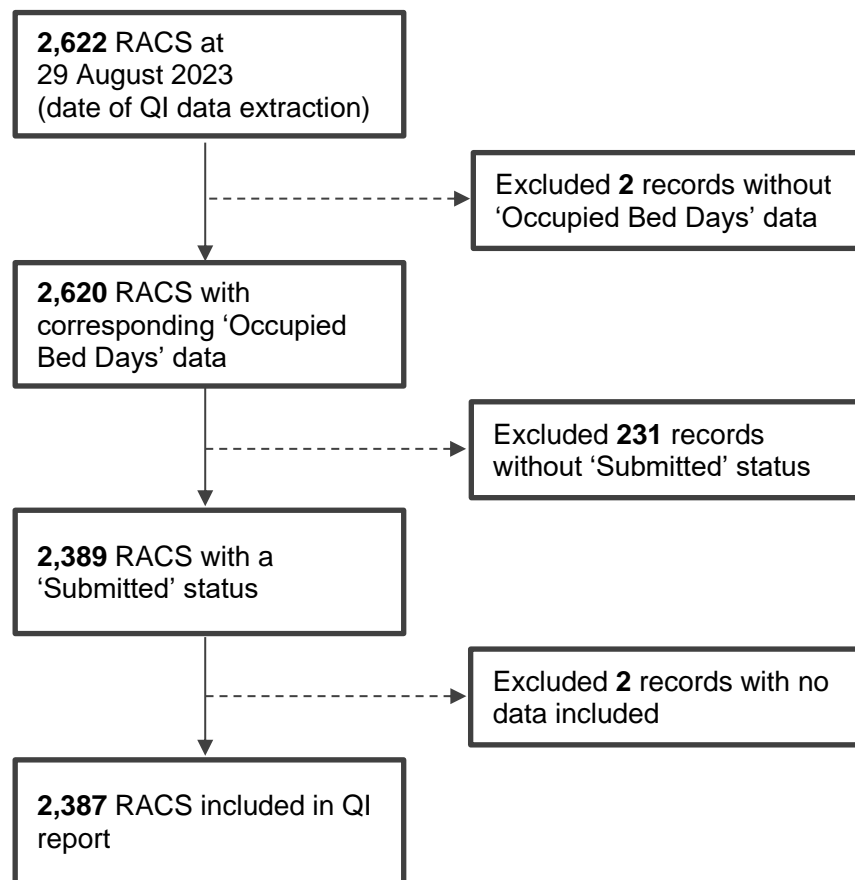 2,622 RACS at
29 August 2023
(date of QI data extraction)
Excluded 2 records without
‘Occupied Bed Days’ data
2,620 RACS with
corresponding ‘Occupied
Bed Days’ data
Excluded 231 records
without ‘Submitted’ status
2,389 RACS with a
‘Submitted’ status
Excluded 2 records with no
data included
2,387 RACS included in QI
report